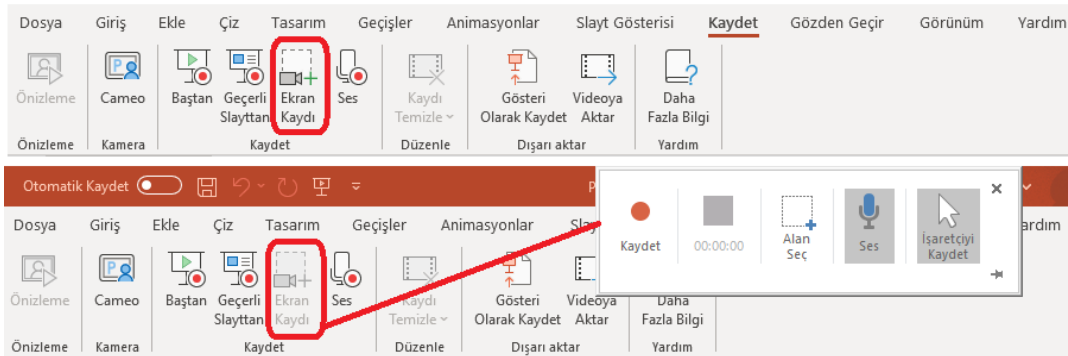 Dosya Giriş Ekle Çiz Tasarım Geçişler Animasyonlar Slayt Gösterisi Kaydet Gözden Geçir Görünüm Yardım
Önizleme Cameo Baştan Geçerli Ekran Ses Kaydı Gösteri Videoya Daha
Slayttan Kaydı Temizle Olarak Kaydet Aktar Fazla Bilgi
Önizleme Kamera Kaydet Düzenle Dışarı aktar Yardım
Otomatik Kaydet P
Dosya Giriş Ekle Çiz Tasarım Geçişler Animasyonlar Slay ardım
Kaydet 00:00:00 Alan Ses İşaretçiyi
Seç Kaydet
Önizleme Cameo Baştan Geçerli Ekran Ses Kaydı Gösteri Videoya Daha
Slayttan Kaydı Temizle Olarak Kaydet Aktar Fazla Bilgi
Önizleme Kamera Kaydet Düzenle Dışarı aktar Yardım